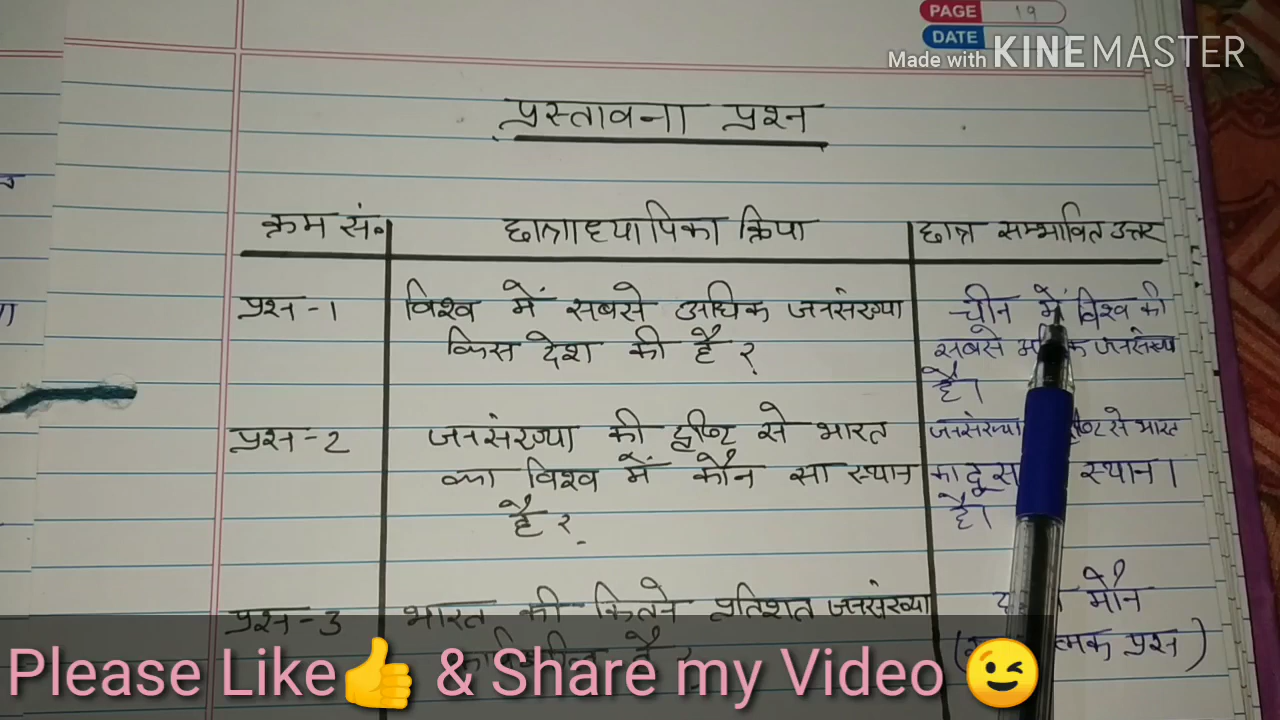 PAGE 19
DATE
Made with KINEMASTER
प्रस्तावना प्रश्न
क्रम सं० छात्राध्यापिका क्रिया छात्र सम्भावित उत्तर
प्रश्न-1 विश्व में सबसे अधिक जनसंख्या चीन में विश्व की
किस देश की है ? सबसे जनसंख्या
है।
प्रश्न-2 जनसंख्या की दृष्टि से भारत जनसंख्या से भारत
का विश्व में कौन सा स्थान का स्थान।
है ? है।
प्रश्न-3 भारत की कितने प्रतिशत जनसंख्या मौन
है ? प्रश्न)
Please Like👍 & Share my Video 😉